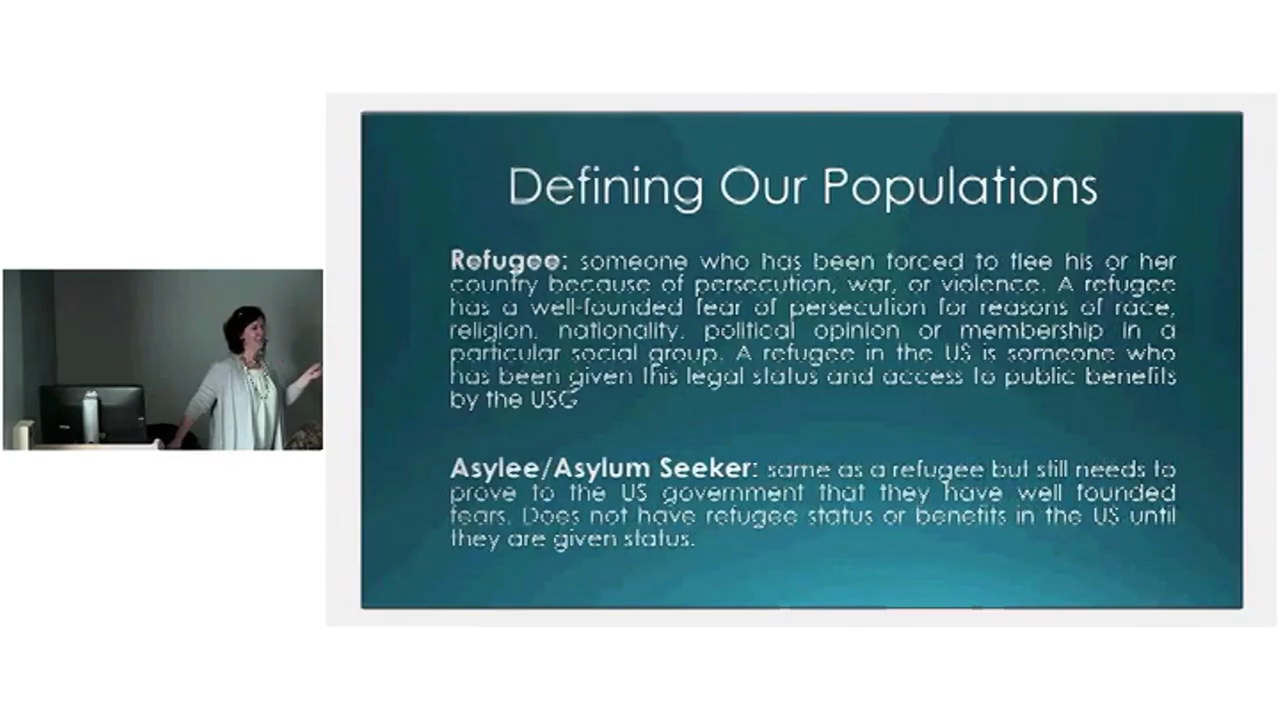 Defining Our Populations
Refugee: someone who has been forced to flee his or her
country because of persecution, war, or violence. A refugee
has a well-founded fear of persecution for reasons of race,
religion, nationality, political opinion or membership in a
particular social group. A refugee in the US is someone who
has been given this legal status and access to public benefits
by the USG
Asylee/Asylum Seeker: same as a refugee but still needs to
prove to the US government that they have well founded
fears. Does not have refugee status or benefits in the US until
they are given status.